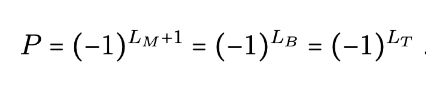 P = (−1)^{L_M+1} = (−1)^{L_B} = (−1)^{L_T} .